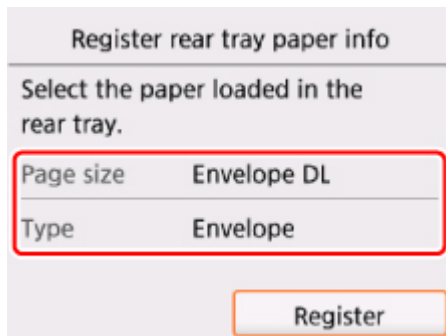 Register rear tray paper info
Select the paper loaded in the
rear tray.
Page size Envelope DL
Type Envelope
Register